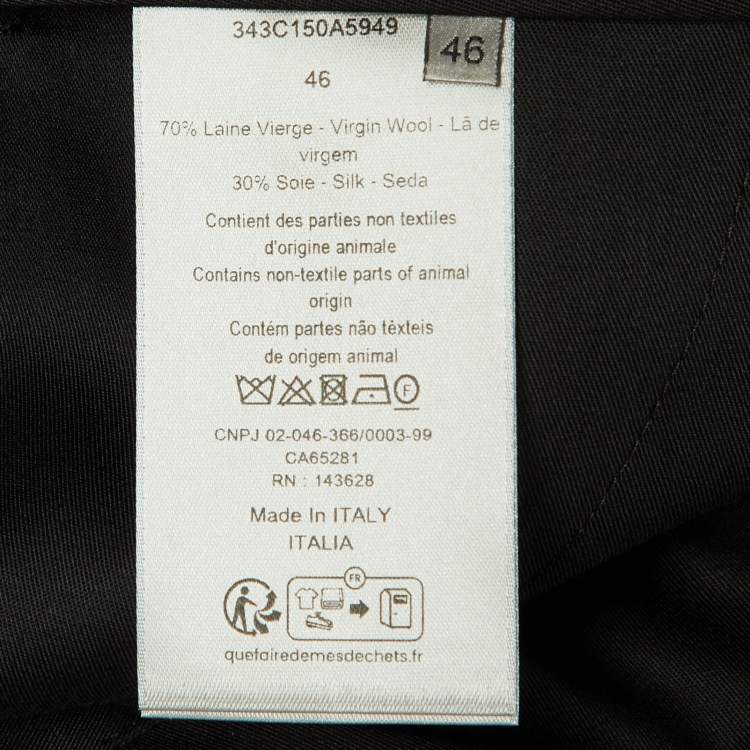 343C150A5949
46
46
70% Laine Vierge - Virgin Wool - Lã de
virgem
30% Soie - Silk - Seda
Contient des parties non textiles
d'origine animale
Contains non-textile parts of animal
origin
Contém partes não têxteis
de origem animal
F
CNPJ 02-046-366/0003-99
CA65281
RN : 143628
Made In ITALY
ITALIA
FR
quefairedemesdechets.fr